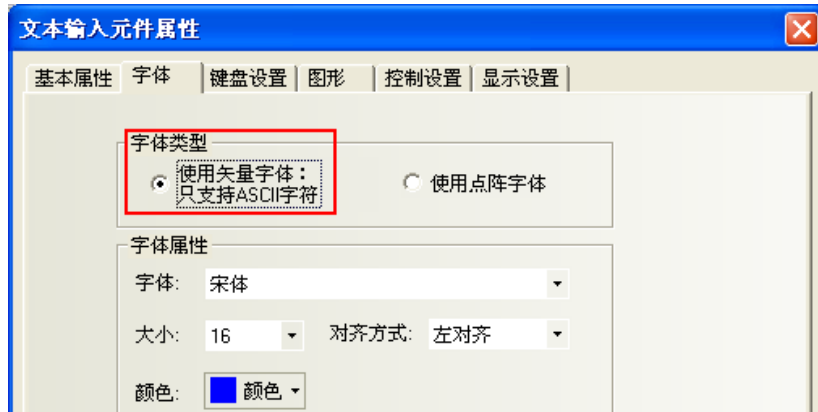 文本输入元件属性
基本属性 字体 键盘设置 图形 控制设置 显示设置
字体类型
使用矢量字体：
只支持ASCII字符
使用点阵字体
字体属性
字体: 宋体
大小: 16 对齐方式: 左对齐
颜色: 颜色